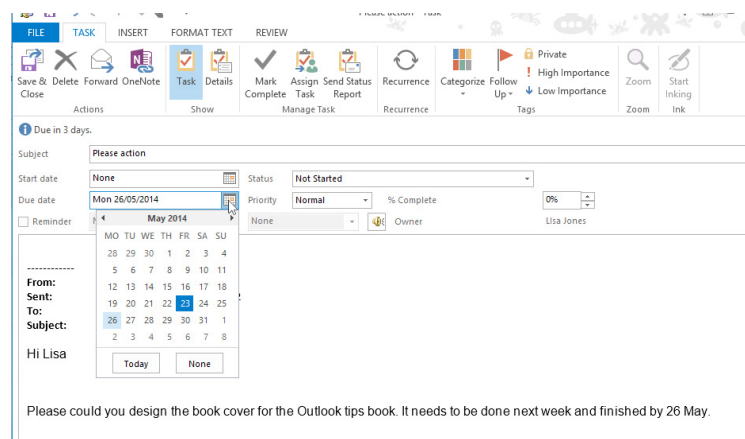 Please action - Task
FILE TASK INSERT FORMAT TEXT REVIEW
Save & Close Delete Forward OneNote Task Details Mark Complete Assign Task Send Status Report Recurrence Categorize Follow Up Private Zoom Start Inking
! High Importance
Low Importance
Actions Show Manage Task Recurrence Tags Zoom Ink
Due in 3 days.
Subject Please action
Start date None Status Not Started
Due date Mon 26/05/2014 Priority Normal % Complete 0%
Reminder None Owner Lisa Jones
May 2014
MO TU WE TH FR SA SU
28 29 30 1 2 3 4
5 6 7 8 9 10 11
12 13 14 15 16 17 18
19 20 21 22 23 24 25
26 27 28 29 30 31 1
2 3 4 5 6 7 8
Today None
------------
From:
Sent:
To:
Subject:
Hi Lisa
Please could you design the book cover for the Outlook tips book. It needs to be done next week and finished by 26 May.